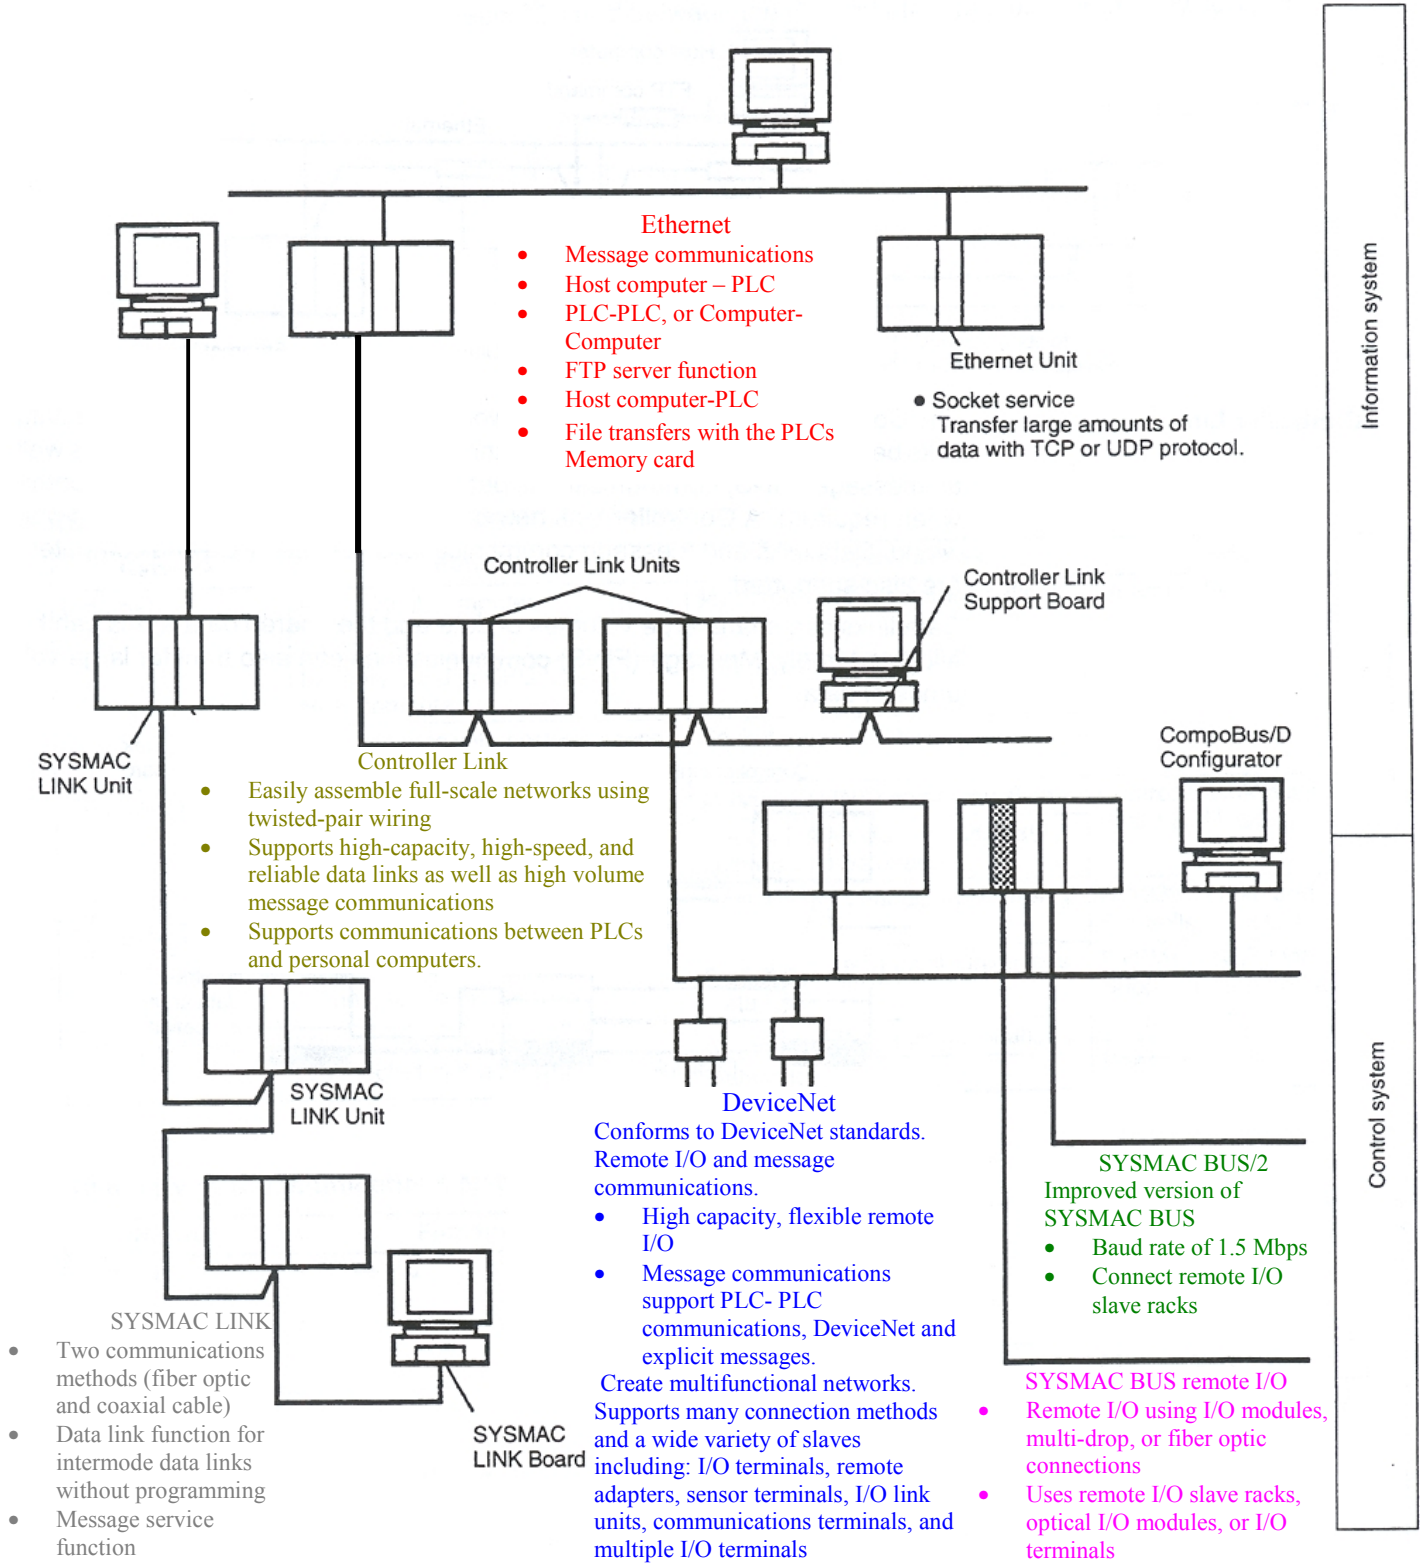 Ethernet
• Message communications
• Host computer – PLC
• PLC-PLC, or Computer-
Computer
• FTP server function
• Host computer-PLC
• File transfers with the PLCs
Memory card
Ethernet Unit
• Socket service
Transfer large amounts of
data with TCP or UDP protocol.
Information system
Controller Link Units
Controller Link
Support Board
SYSMAC
LINK Unit
Controller Link
• Easily assemble full-scale networks using
twisted-pair wiring
• Supports high-capacity, high-speed, and
reliable data links as well as high volume
message communications
• Supports communications between PLCs
and personal computers.
CompoBus/D
Configurator
SYSMAC
LINK Unit
Control system
DeviceNet
Conforms to DeviceNet standards.
Remote I/O and message
communications.
• High capacity, flexible remote
I/O
• Message communications
support PLC- PLC
communications, DeviceNet and
explicit messages.
Create multifunctional networks.
Supports many connection methods
and a wide variety of slaves
including: I/O terminals, remote
adapters, sensor terminals, I/O link
units, communications terminals, and
multiple I/O terminals
SYSMAC BUS/2
Improved version of
SYSMAC BUS
• Baud rate of 1.5 Mbps
• Connect remote I/O
slave racks
SYSMAC BUS remote I/O
• Remote I/O using I/O modules,
multi-drop, or fiber optic
connections
• Uses remote I/O slave racks,
optical I/O modules, or I/O
terminals
SYSMAC LINK
• Two communications
methods (fiber optic
and coaxial cable)
• Data link function for
intermode data links
without programming
• Message service
function
SYSMAC
LINK Board